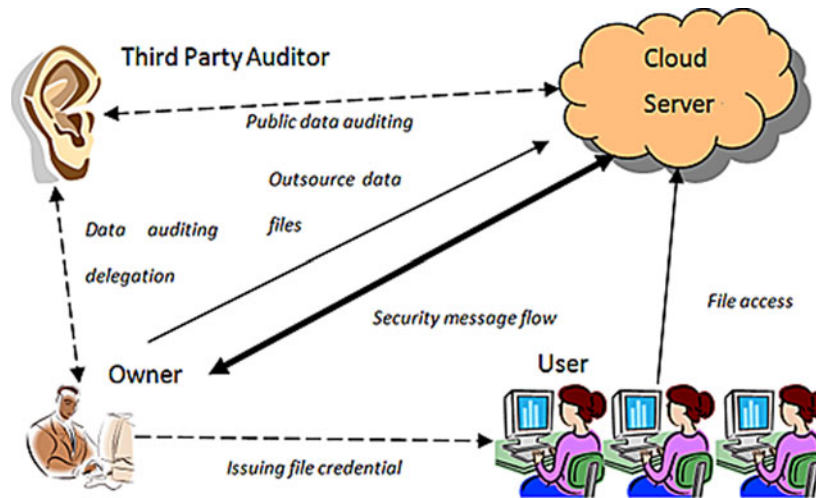 Third Party Auditor
Cloud
Server
Public data auditing
Outsource data
files
Data auditing
delegation
Security message flow
File access
Owner
User
Issuing file credential